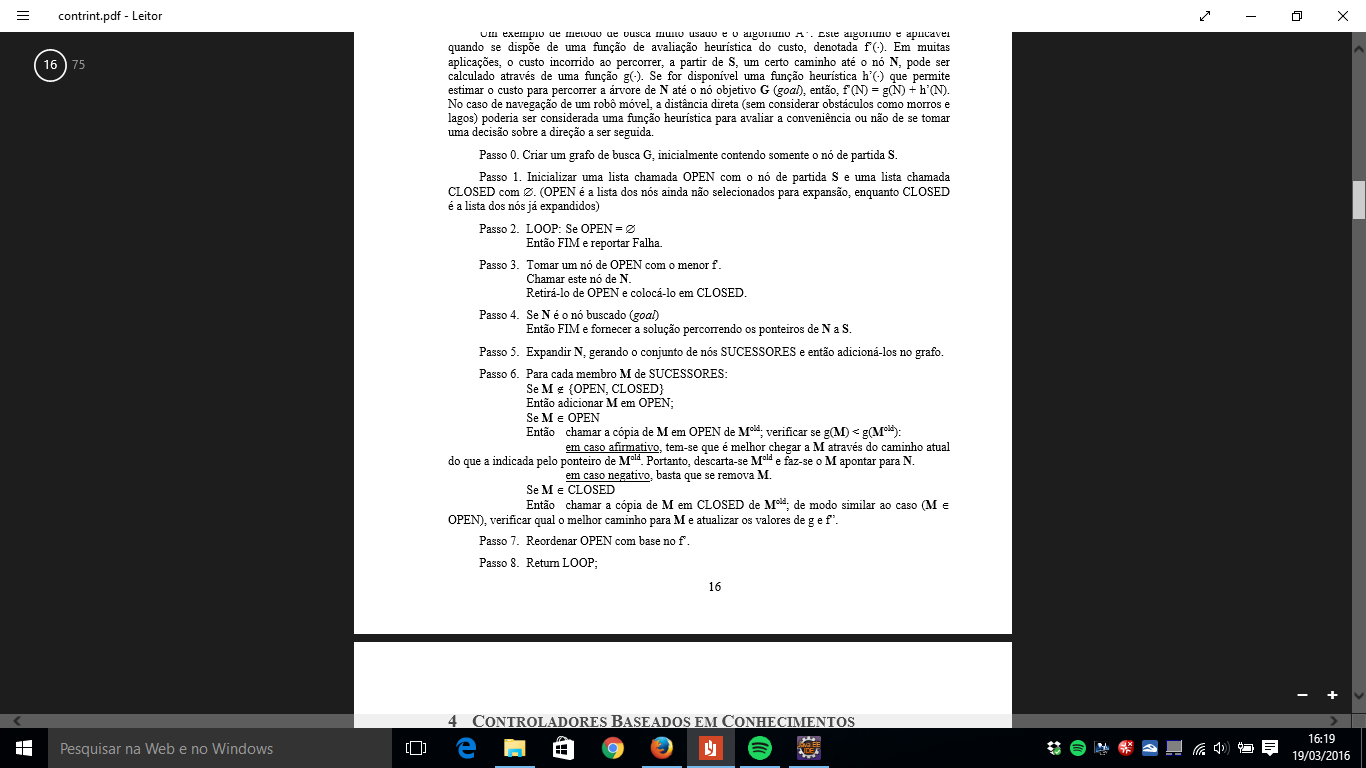 contrint.pdf - Leitor
16 75
Um exemplo de método de busca muito usado é o algoritmo A*. Este algoritmo é aplicável
quando se dispõe de uma função de avaliação heurística do custo, denotada f'(·). Em muitas
aplicações, o custo incorrido ao percorrer, a partir de S, um certo caminho até o nó N, pode ser
calculado através de uma função g(·). Se for disponível uma função heurística h'(·) que permite
estimar o custo para percorrer a árvore de N até o nó objetivo G (goal), então, f'(N) = g(N) + h'(N).
No caso de navegação de um robô móvel, a distância direta (sem considerar obstáculos como morros e
lagos) poderia ser considerada uma função heurística para avaliar a conveniência ou não de se tomar
uma decisão sobre a direção a ser seguida.
Passo 0. Criar um grafo de busca G, inicialmente contendo somente o nó de partida S.
Passo 1. Inicializar uma lista chamada OPEN com o nó de partida S e uma lista chamada
CLOSED com ∅. (OPEN é a lista dos nós ainda não selecionados para expansão, enquanto CLOSED
é a lista dos nós já expandidos)
Passo 2. LOOP: Se OPEN = ∅
Então FIM e reportar Falha.
Passo 3. Tomar um nó de OPEN com o menor f'.
Chamar este nó de N.
Retirá-lo de OPEN e colocá-lo em CLOSED.
Passo 4. Se N é o nó buscado (goal)
Então FIM e fornecer a solução percorrendo os ponteiros de N a S.
Passo 5. Expandir N, gerando o conjunto de nós SUCESSORES e então adicioná-los no grafo.
Passo 6. Para cada membro M de SUCESSORES:
Se M ∉ {OPEN, CLOSED}
Então adicionar M em OPEN;
Se M ∈ OPEN
Então chamar a cópia de M em OPEN de Mold; verificar se g(M) < g(Mold):
em caso afirmativo, tem-se que é melhor chegar a M através do caminho atual
do que a indicada pelo ponteiro de Mold. Portanto, descarta-se Mold e faz-se o M apontar para N.
em caso negativo, basta que se remova M.
Se M ∈ CLOSED
Então chamar a cópia de M em CLOSED de Mold; de modo similar ao caso (M ∈
OPEN), verificar qual o melhor caminho para M e atualizar os valores de g e f''.
Passo 7. Reordenar OPEN com base no f'.
Passo 8. Return LOOP;
16
4 CONTROLADORES BASEADOS EM CONHECIMENTOS
Pesquisar na Web e no Windows
16:19
19/03/2016